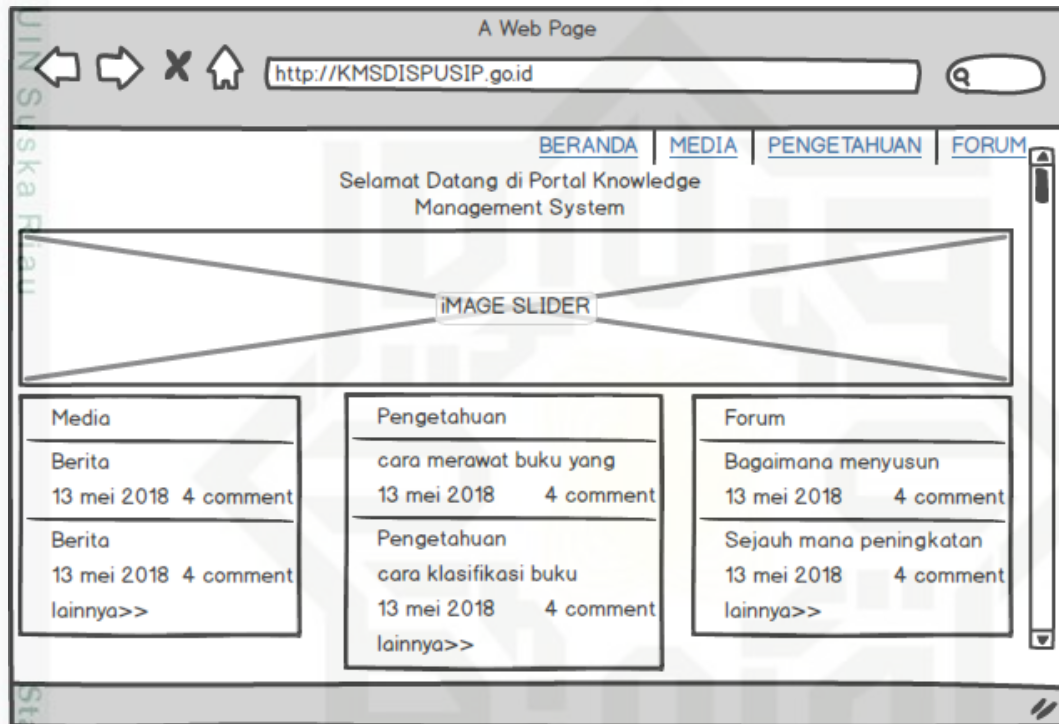 A Web Page
http://KMSDISPUSIP.go.id
BERANDA MEDIA PENGETAHUAN FORUM
Selamat Datang di Portal Knowledge
Management System
iMAGE SLIDER
Media
Berita
13 mei 2018 4 comment
Berita
13 mei 2018 4 comment
lainnya>>
Pengetahuan
cara merawat buku yang
13 mei 2018 4 comment
Pengetahuan
cara klasifikasi buku
13 mei 2018 4 comment
lainnya>>
Forum
Bagaimana menyusun
13 mei 2018 4 comment
Sejauh mana peningkatan
13 mei 2018 4 comment
lainnya>>
UIN Suska Riau